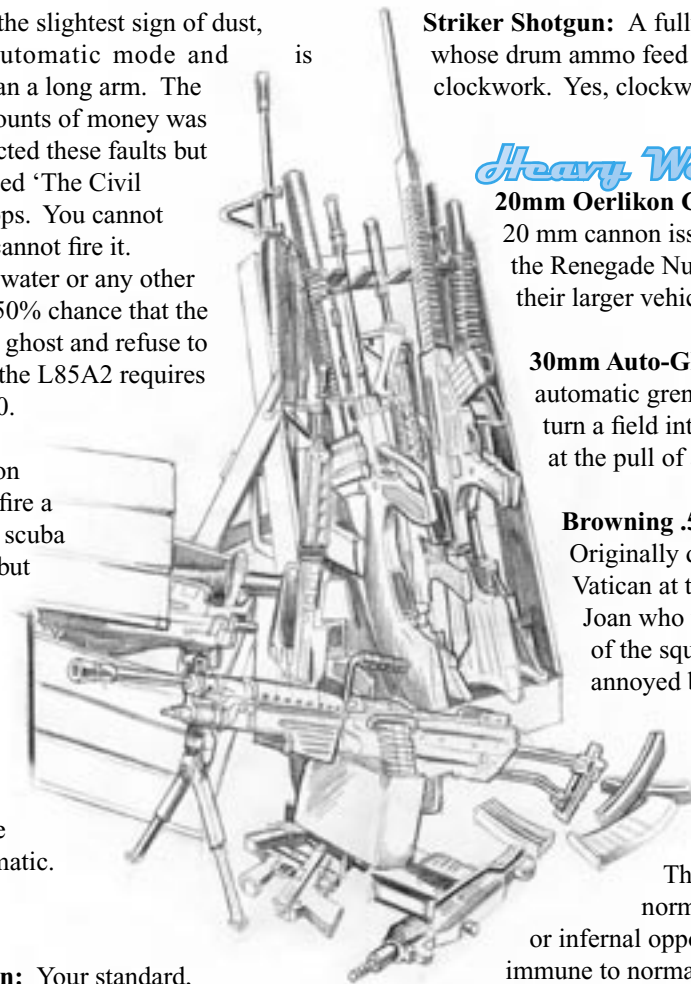 the slightest sign of dust,
utomatic mode and is
an a long arm. The
ounts of money was
cted these faults but
ed ‘The Civil
ops. You cannot
cannot fire it.
water or any other
50% chance that the
ghost and refuse to
the L85A2 requires
0.
on
fire a
scuba
but
e
matic.
n: Your standard,
Striker Shotgun: A full
whose drum ammo feed
clockwork. Yes, clockw
Heavy We
20mm Oerlikon C
20 mm cannon iss
the Renegade Nu
their larger vehic
30mm Auto-G
automatic gren
turn a field int
at the pull of
Browning .5
Originally d
Vatican at t
Joan who
of the squ
annoyed b
Th
norm
or infernal oppo
immune to norma